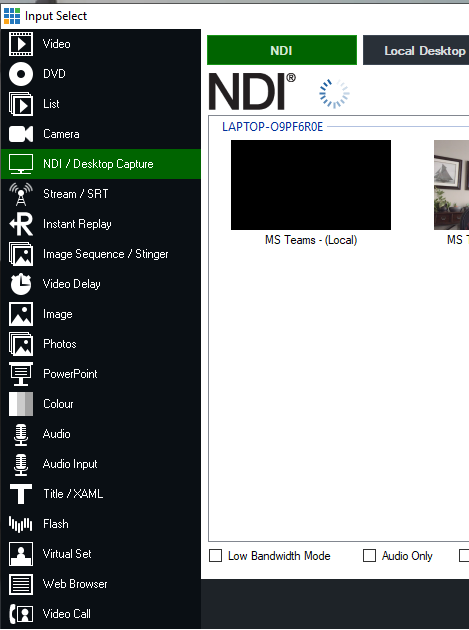 Input Select
Video
DVD
List
Camera
NDI / Desktop Capture
Stream / SRT
Instant Replay
Image Sequence / Stinger
Video Delay
Image
Photos
PowerPoint
Colour
Audio
Audio Input
Title / XAML
Flash
Virtual Set
Web Browser
Video Call
NDI
Local Desktop
NDI®
LAPTOP-O9PF6R0E
MS Teams - (Local)
MS T
Low Bandwidth Mode
Audio Only